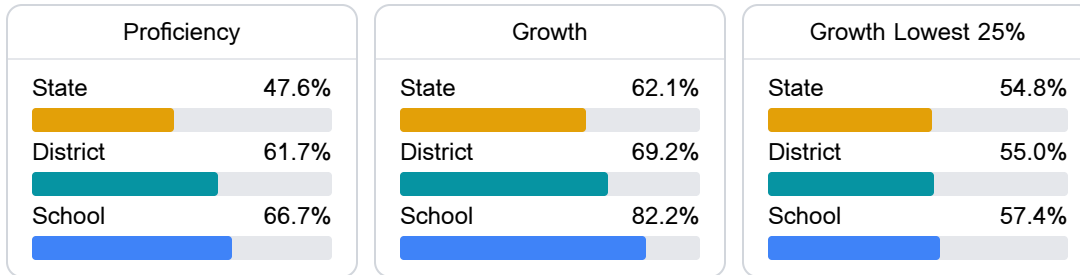 Proficiency
State 47.6%
District 61.7%
School 66.7%
Growth
State 62.1%
District 69.2%
School 82.2%
Growth Lowest 25%
State 54.8%
District 55.0%
School 57.4%